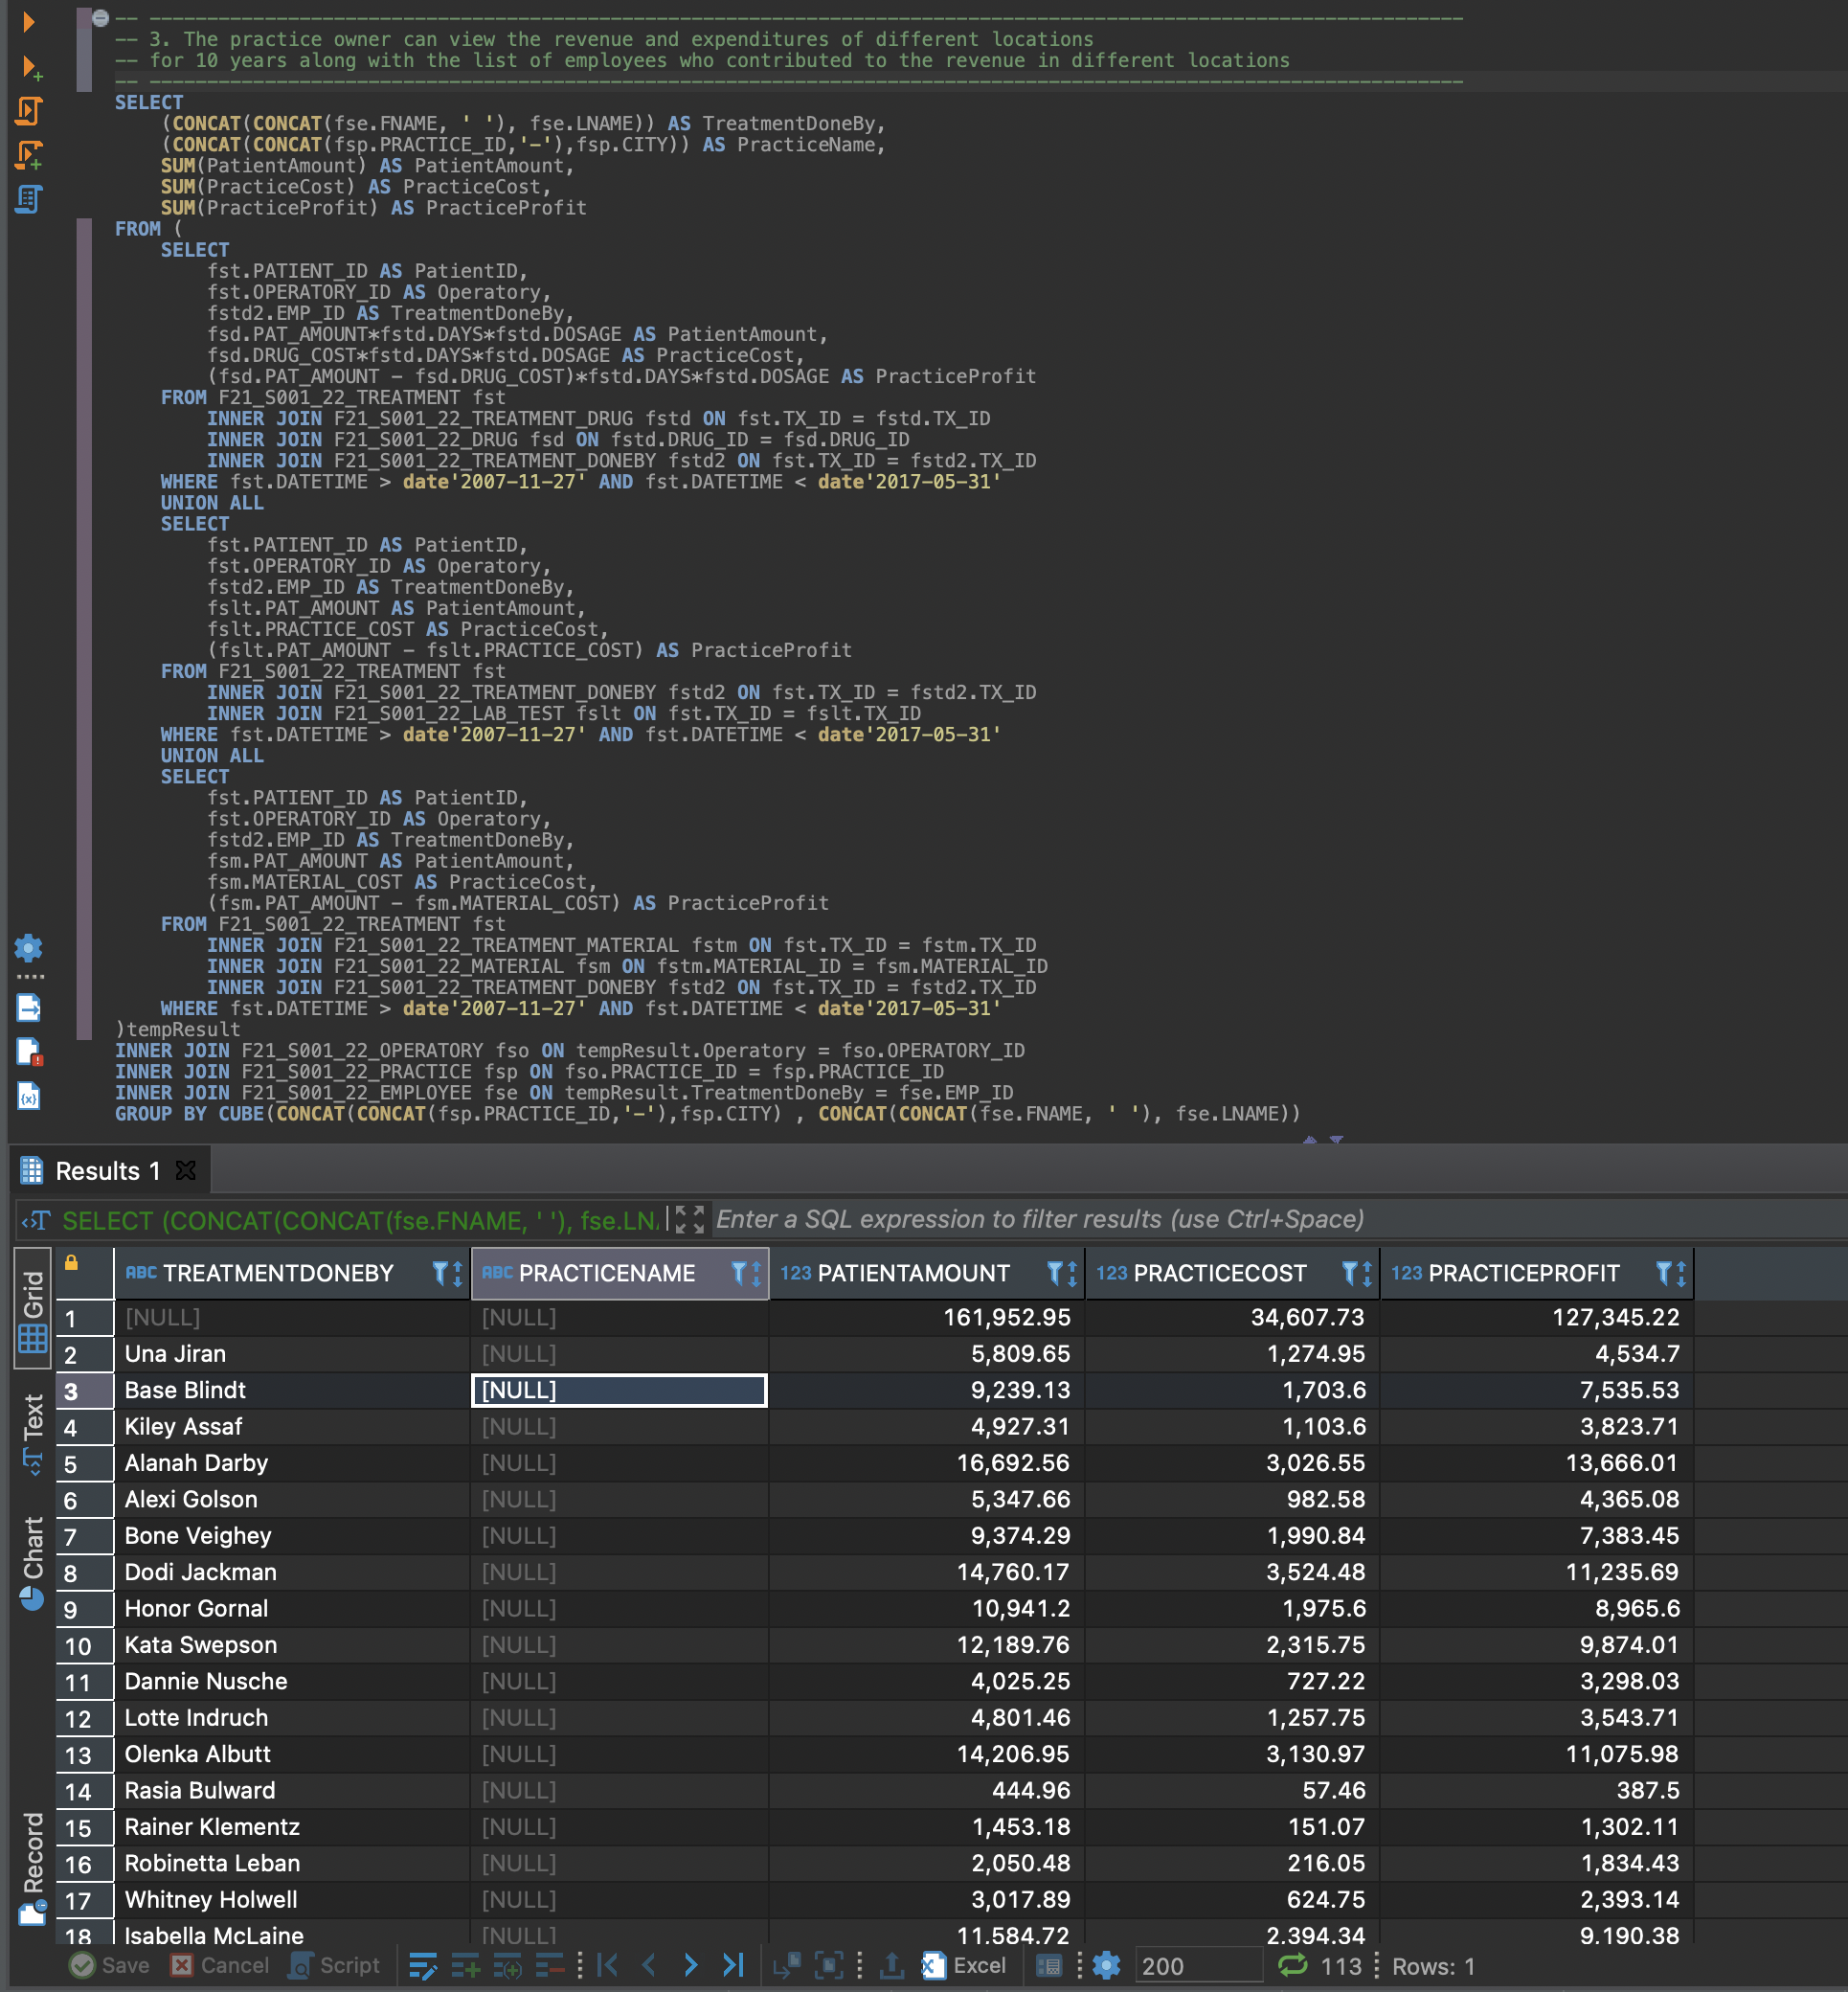 -- ------------------------------------------------------------------------------------------------------------------
-- 3. The practice owner can view the revenue and expenditures of different locations
-- for 10 years along with the list of employees who contributed to the revenue in different locations
-- ------------------------------------------------------------------------------------------------------------------
SELECT
(CONCAT(CONCAT(fse.FNAME, ' '), fse.LNAME)) AS TreatmentDoneBy,
(CONCAT(CONCAT(fsp.PRACTICE_ID,'-'),fsp.CITY)) AS PracticeName,
SUM(PatientAmount) AS PatientAmount,
SUM(PracticeCost) AS PracticeCost,
SUM(PracticeProfit) AS PracticeProfit
FROM (
SELECT
fst.PATIENT_ID AS PatientID,
fst.OPERATORY_ID AS Operatory,
fstd2.EMP_ID AS TreatmentDoneBy,
fsd.PAT_AMOUNT*fstd.DAYS*fstd.DOSAGE AS PatientAmount,
fsd.DRUG_COST*fstd.DAYS*fstd.DOSAGE AS PracticeCost,
(fsd.PAT_AMOUNT - fsd.DRUG_COST)*fstd.DAYS*fstd.DOSAGE AS PracticeProfit
FROM F21_S001_22_TREATMENT fst
INNER JOIN F21_S001_22_TREATMENT_DRUG fstd ON fst.TX_ID = fstd.TX_ID
INNER JOIN F21_S001_22_DRUG fsd ON fstd.DRUG_ID = fsd.DRUG_ID
INNER JOIN F21_S001_22_TREATMENT_DONEBY fstd2 ON fst.TX_ID = fstd2.TX_ID
WHERE fst.DATETIME > date'2007-11-27' AND fst.DATETIME < date'2017-05-31'
UNION ALL
SELECT
fst.PATIENT_ID AS PatientID,
fst.OPERATORY_ID AS Operatory,
fstd2.EMP_ID AS TreatmentDoneBy,
fslt.PAT_AMOUNT AS PatientAmount,
fslt.PRACTICE_COST AS PracticeCost,
(fslt.PAT_AMOUNT - fslt.PRACTICE_COST) AS PracticeProfit
FROM F21_S001_22_TREATMENT fst
INNER JOIN F21_S001_22_TREATMENT_DONEBY fstd2 ON fst.TX_ID = fstd2.TX_ID
INNER JOIN F21_S001_22_LAB_TEST fslt ON fst.TX_ID = fslt.TX_ID
WHERE fst.DATETIME > date'2007-11-27' AND fst.DATETIME < date'2017-05-31'
UNION ALL
SELECT
fst.PATIENT_ID AS PatientID,
fst.OPERATORY_ID AS Operatory,
fstd2.EMP_ID AS TreatmentDoneBy,
fsm.PAT_AMOUNT AS PatientAmount,
fsm.MATERIAL_COST AS PracticeCost,
(fsm.PAT_AMOUNT - fsm.MATERIAL_COST) AS PracticeProfit
FROM F21_S001_22_TREATMENT fst
INNER JOIN F21_S001_22_TREATMENT_MATERIAL fstm ON fst.TX_ID = fstm.TX_ID
INNER JOIN F21_S001_22_MATERIAL fsm ON fstm.MATERIAL_ID = fsm.MATERIAL_ID
INNER JOIN F21_S001_22_TREATMENT_DONEBY fstd2 ON fst.TX_ID = fstd2.TX_ID
WHERE fst.DATETIME > date'2007-11-27' AND fst.DATETIME < date'2017-05-31'
)tempResult
INNER JOIN F21_S001_22_OPERATORY fso ON tempResult.Operatory = fso.OPERATORY_ID
INNER JOIN F21_S001_22_PRACTICE fsp ON fso.PRACTICE_ID = fsp.PRACTICE_ID
INNER JOIN F21_S001_22_EMPLOYEE fse ON tempResult.TreatmentDoneBy = fse.EMP_ID
GROUP BY CUBE(CONCAT(CONCAT(fsp.PRACTICE_ID,'-'),fsp.CITY) , CONCAT(CONCAT(fse.FNAME, ' '), fse.LNAME))
Results 1
SELECT (CONCAT(CONCAT(fse.FNAME, ' '), fse.LN Enter a SQL expression to filter results (use Ctrl+Space)
Grid
Text
Chart
Record
ABC TREATMENTDONEBY ABC PRACTICENAME 123 PATIENTAMOUNT 123 PRACTICECOST 123 PRACTICEPROFIT
1 [NULL] [NULL] 161,952.95 34,607.73 127,345.22
2 Una Jiran [NULL] 5,809.65 1,274.95 4,534.7
3 Base Blindt [NULL] 9,239.13 1,703.6 7,535.53
4 Kiley Assaf [NULL] 4,927.31 1,103.6 3,823.71
5 Alanah Darby [NULL] 16,692.56 3,026.55 13,666.01
6 Alexi Golson [NULL] 5,347.66 982.58 4,365.08
7 Bone Veighey [NULL] 9,374.29 1,990.84 7,383.45
8 Dodi Jackman [NULL] 14,760.17 3,524.48 11,235.69
9 Honor Gornal [NULL] 10,941.2 1,975.6 8,965.6
10 Kata Swepson [NULL] 12,189.76 2,315.75 9,874.01
11 Dannie Nusche [NULL] 4,025.25 727.22 3,298.03
12 Lotte Indruch [NULL] 4,801.46 1,257.75 3,543.71
13 Olenka Albutt [NULL] 14,206.95 3,130.97 11,075.98
14 Rasia Bulward [NULL] 444.96 57.46 387.5
15 Rainer Klementz [NULL] 1,453.18 151.07 1,302.11
16 Robinetta Leban [NULL] 2,050.48 216.05 1,834.43
17 Whitney Holwell [NULL] 3,017.89 624.75 2,393.14
18 Isabella McLaine [NULL] 11,584.72 2,394.34 9,190.38
Save Cancel Script Excel 200 113 Rows: 1